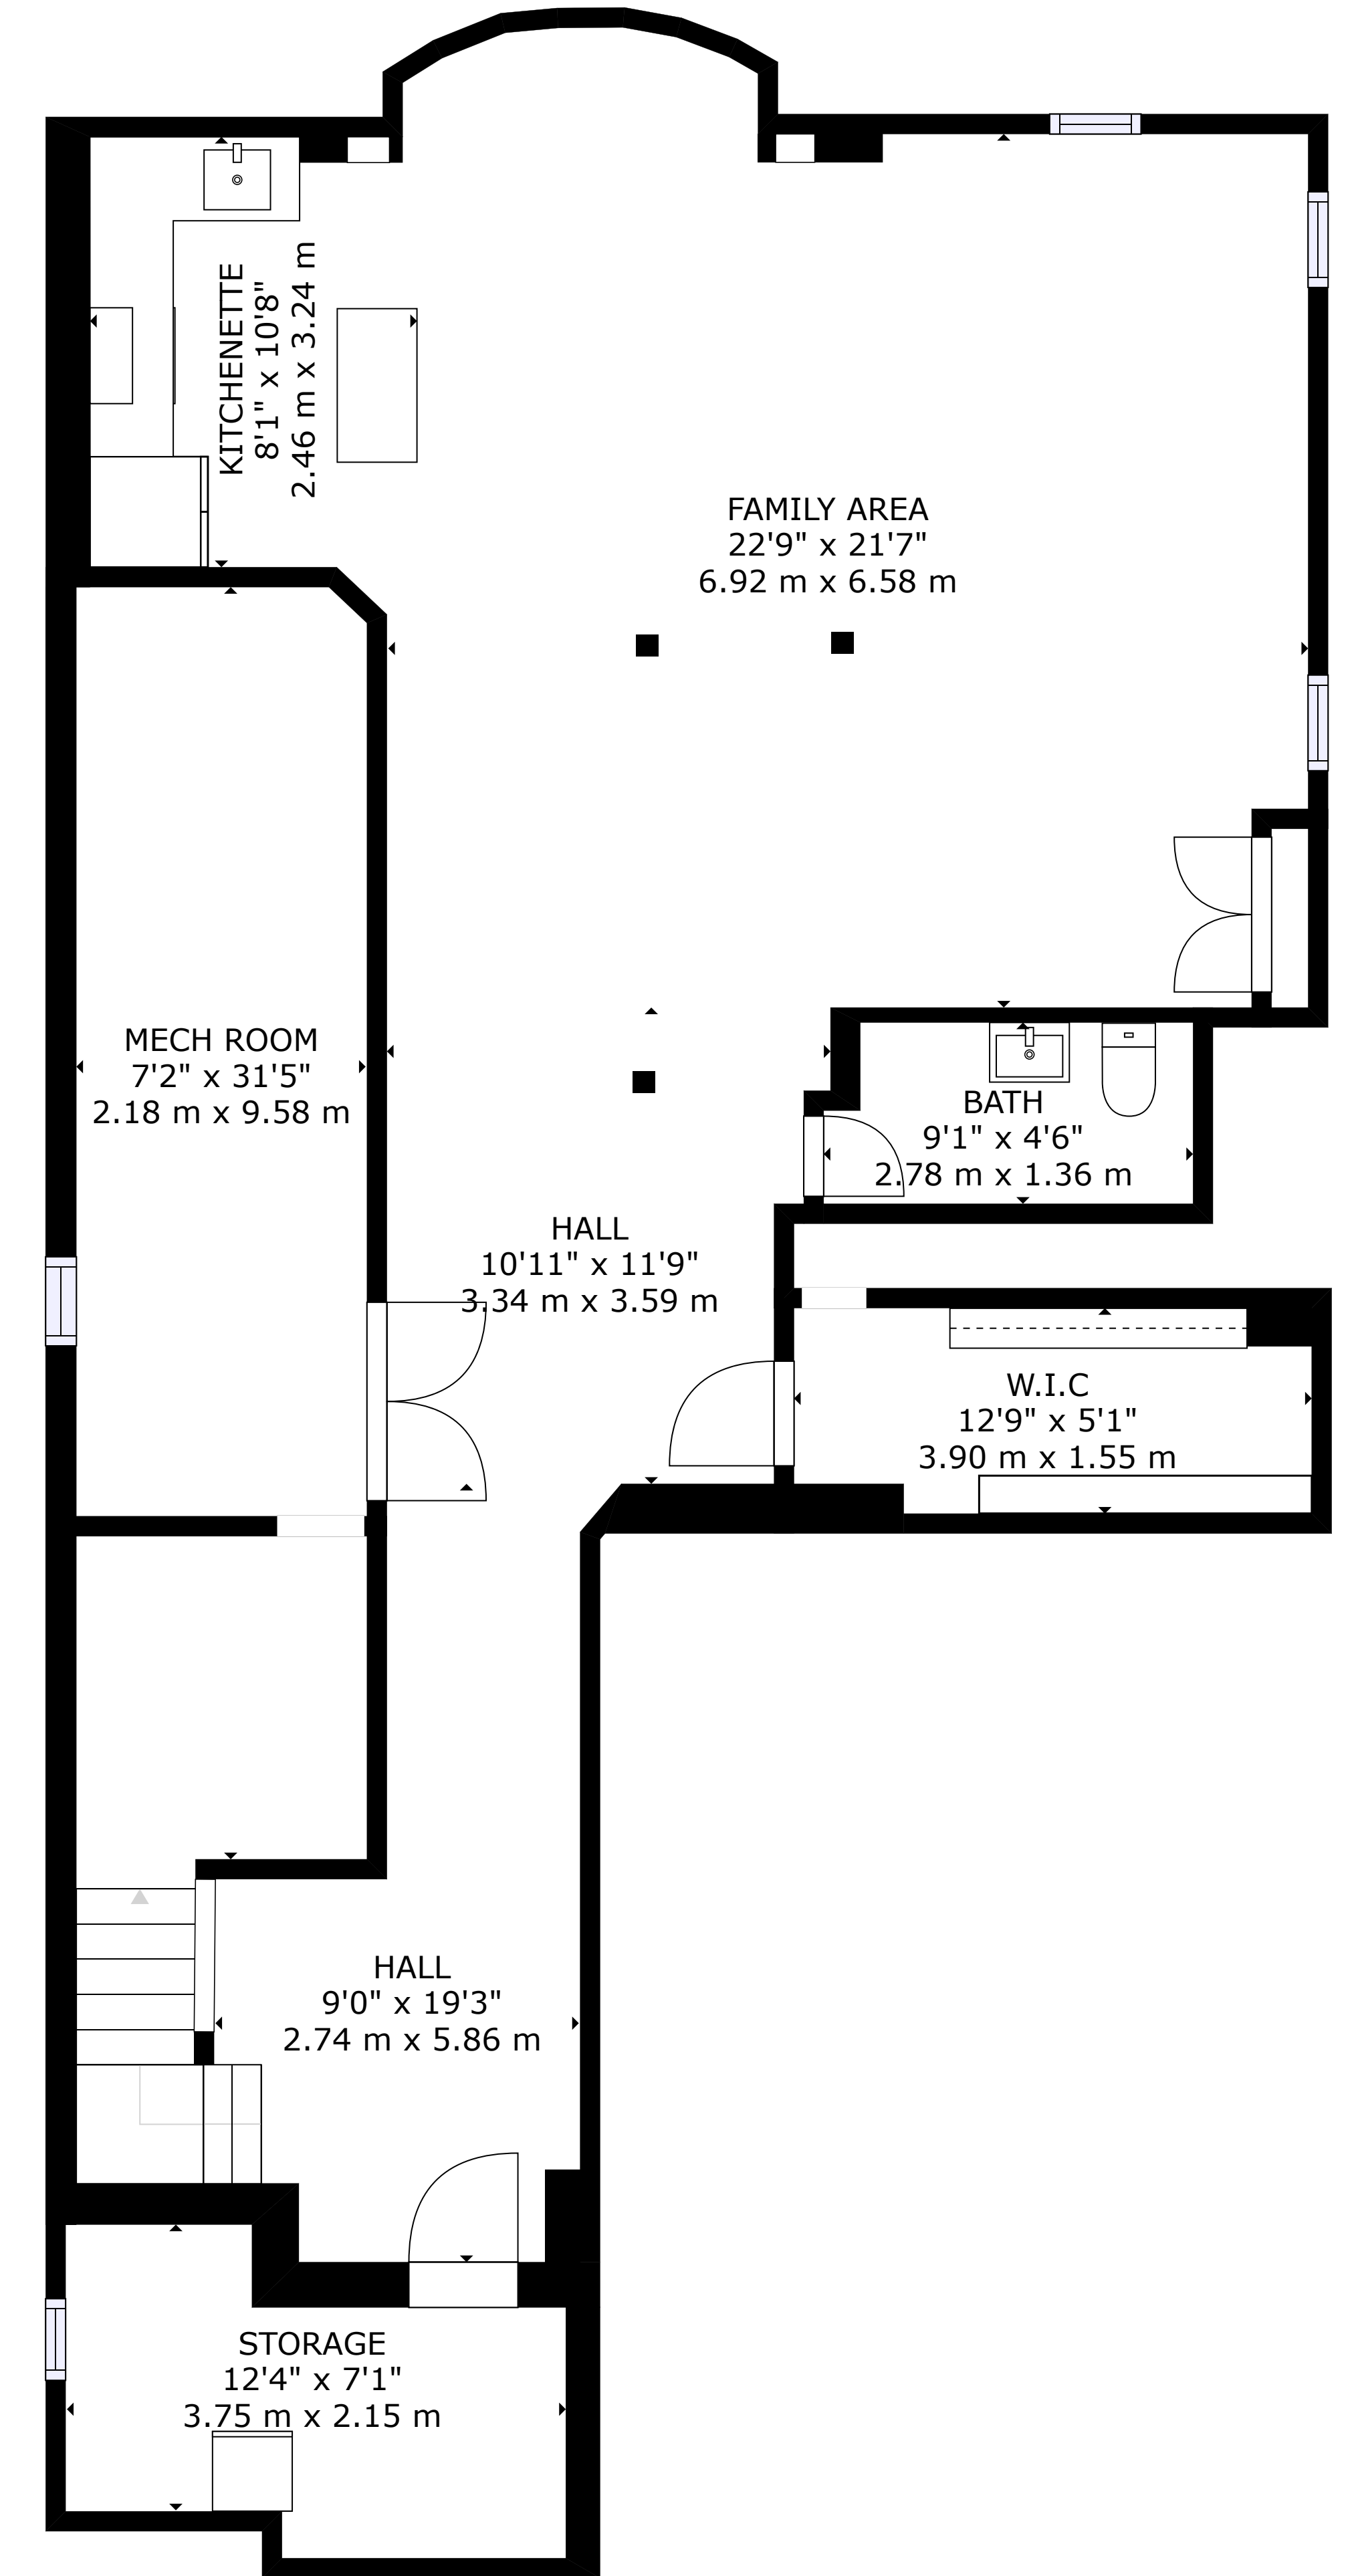 KITCHENETTE
8'1" x 10'8"
2.46 m x 3.24 m
FAMILY AREA
22'9" x 21'7"
6.92 m x 6.58 m
MECH ROOM
7'2" x 31'5"
2.18 m x 9.58 m
BATH
9'1" x 4'6"
2.78 m x 1.36 m
HALL
10'11" x 11'9"
3.34 m x 3.59 m
W.I.C
12'9" x 5'1"
3.90 m x 1.55 m
HALL
9'0" x 19'3"
2.74 m x 5.86 m
STORAGE
12'4" x 7'1"
3.75 m x 2.15 m